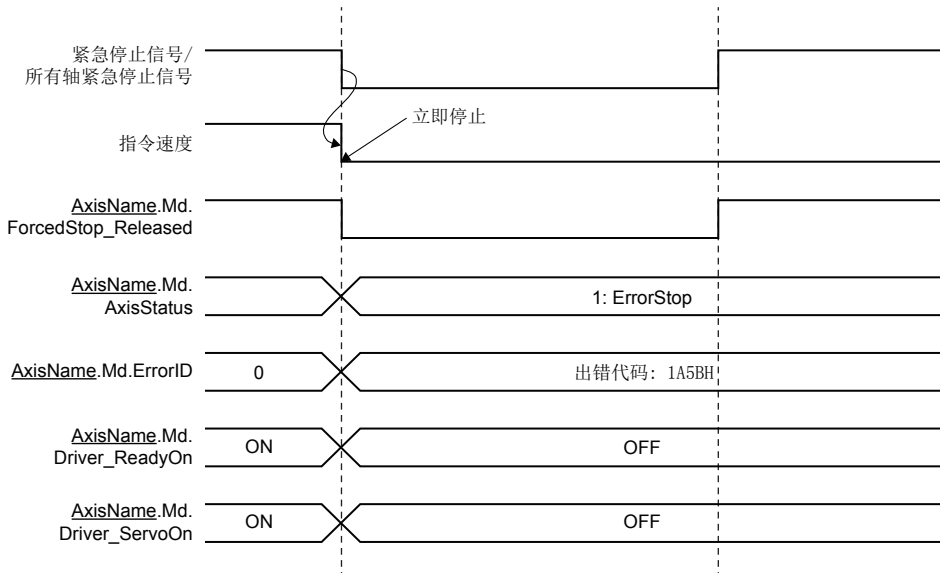 紧急停止信号/
所有轴紧急停止信号
立即停止
指令速度
AxisName.Md.
ForcedStop_Released
AxisName.Md.
AxisStatus
1: ErrorStop
AxisName.Md.ErrorID
0
出错代码: 1A5BH
AxisName.Md.
Driver_ReadyOn
ON
OFF
AxisName.Md.
Driver_ServoOn
ON
OFF